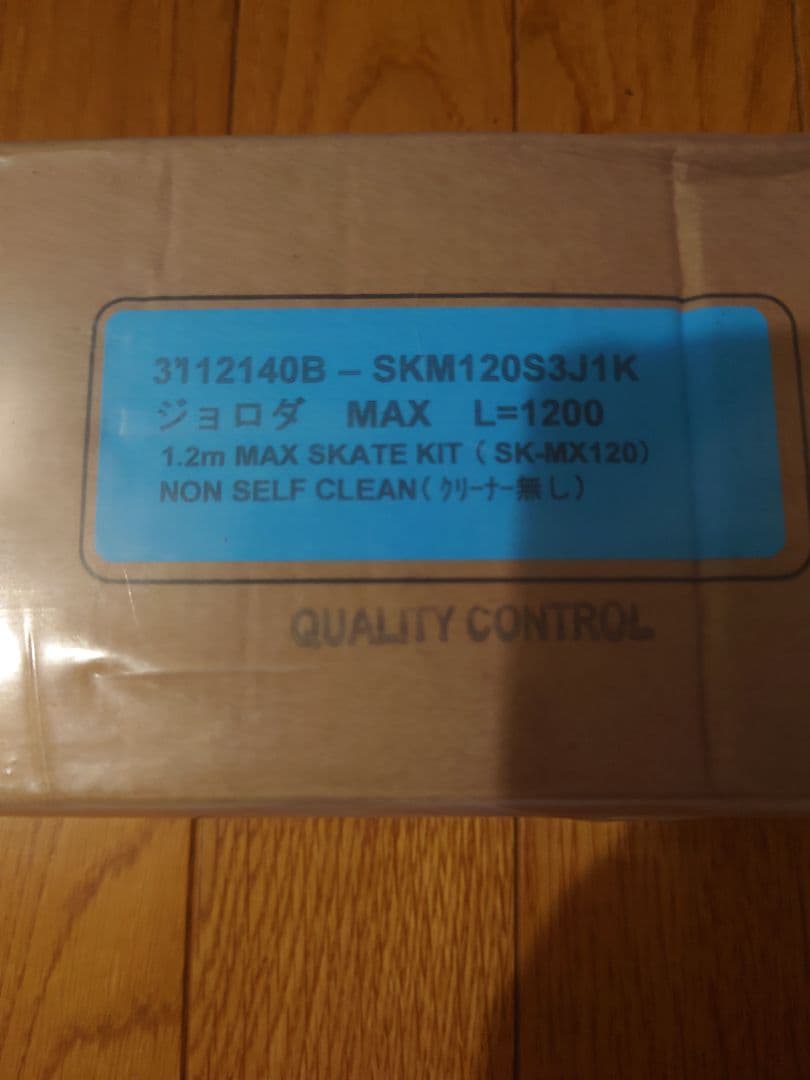 3112140B – SKM120S3J1K
ジョロダ MAX L=1200
1.2m MAX SKATE KIT ( SK-MX120)
NON SELF CLEAN(ｸﾘｰﾅｰ無し)
QUALITY CONTROL